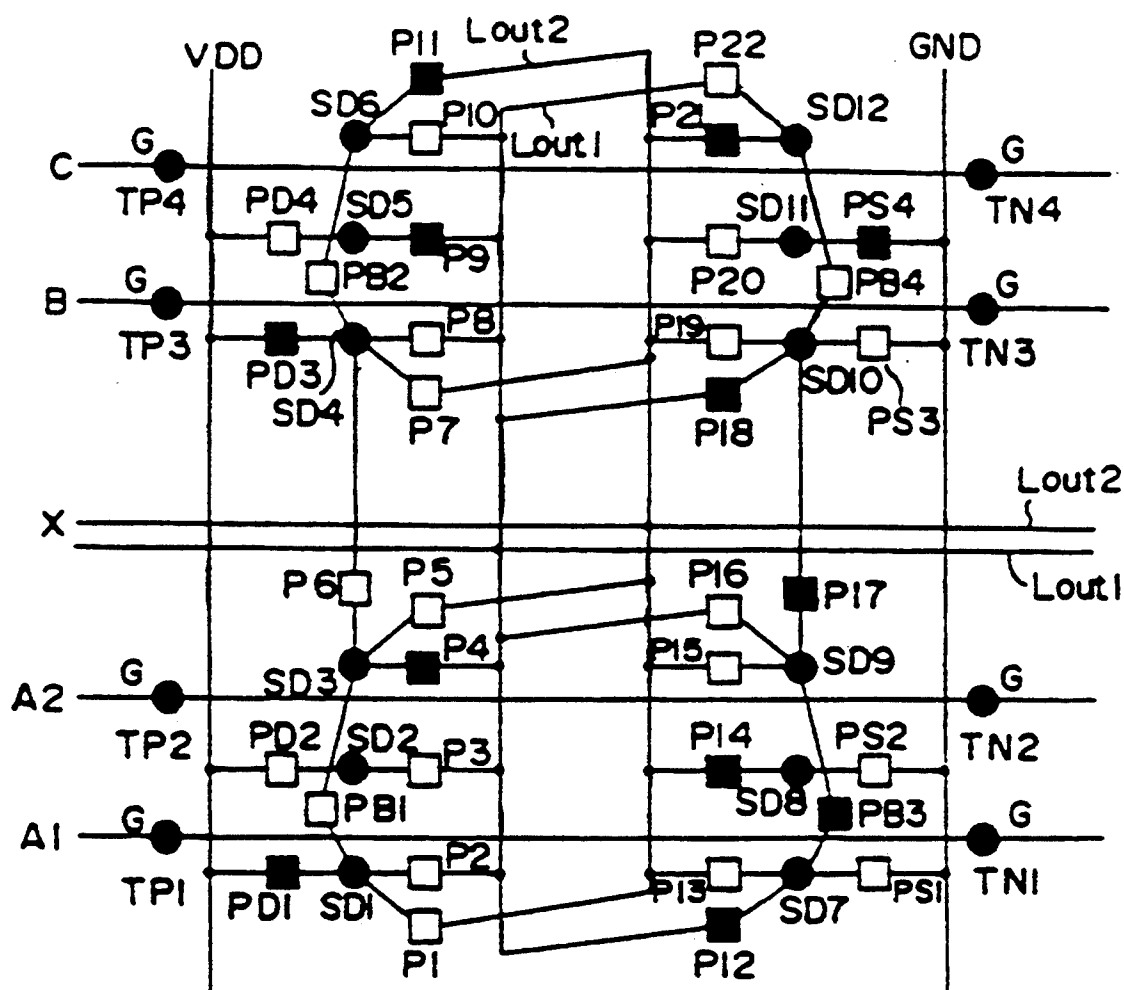 VDD P11 Lout2 P22 GND
SD6 P10 Lout1 P21 SD12
C G G
TP4 PD4 SD5 SD11 PS4 TN4
P9
PB2 P20 PB4
B G G
TP3 P8 P19 TN3
PD3 SD10
SD4 P7 P18 PS3
Lout2
X
P6 P5 P16 P17 Lout1
P4 P15
SD3 SD9
A2 G G
TP2 PD2 SD2 P3 P14 PS2 TN2
SD8
PB1 PB3
A1 G G
P2
TP1 PD1 SD1 P13 SD7 PS1 TN1
P1 P12